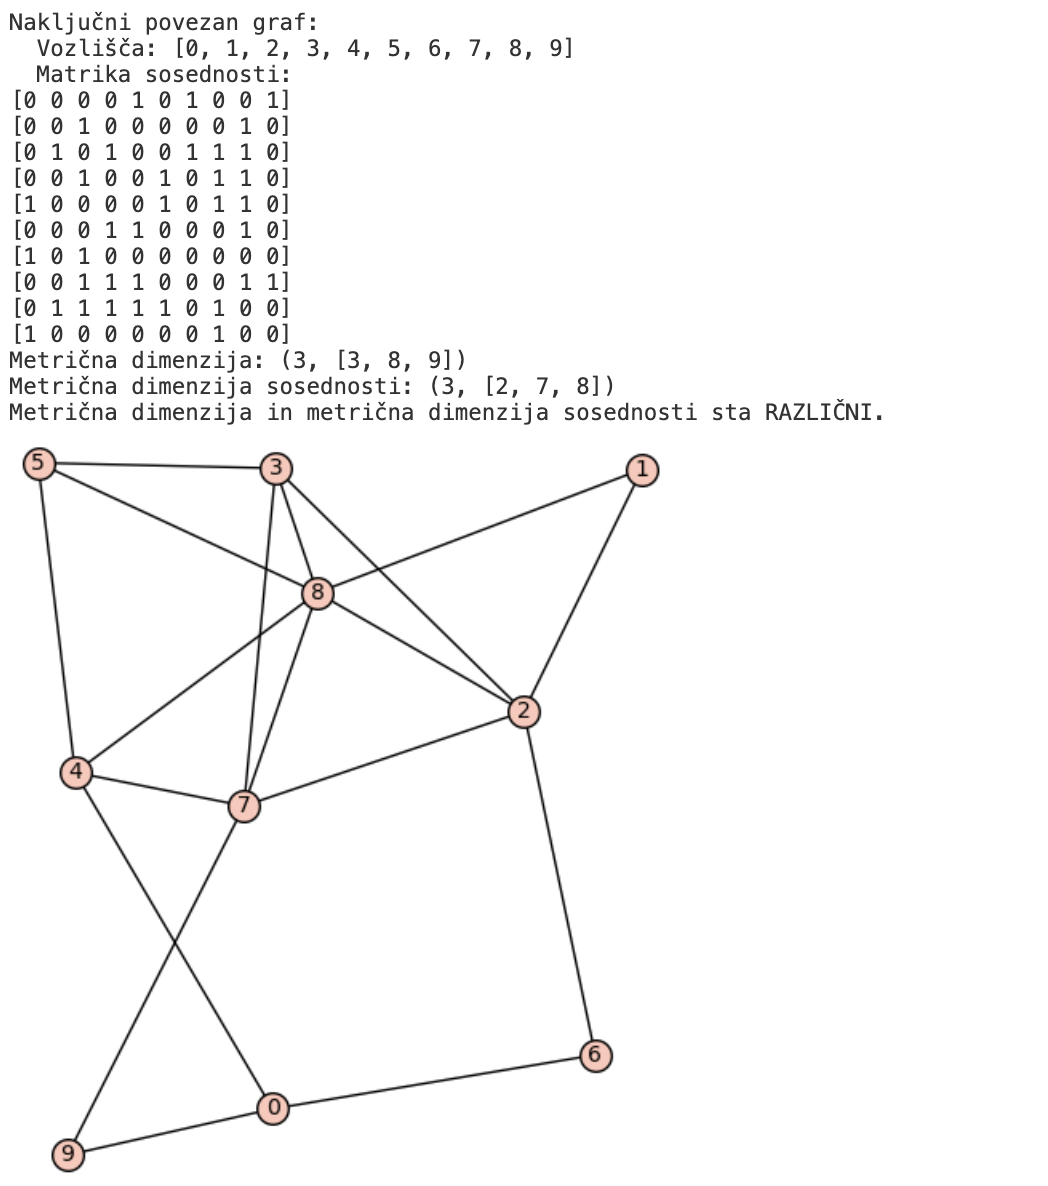 Naključni povezan graf:
  Vozlišča: [0, 1, 2, 3, 4, 5, 6, 7, 8, 9]
  Matrika sosednosti:
[0 0 0 0 1 0 1 0 0 1]
[0 0 1 0 0 0 0 0 1 0]
[0 1 0 1 0 0 1 1 1 0]
[0 0 1 0 0 1 0 1 1 0]
[1 0 0 0 0 1 0 1 1 0]
[0 0 0 1 1 0 0 0 1 0]
[1 0 1 0 0 0 0 0 0 0]
[0 0 1 1 1 0 0 0 1 1]
[0 1 1 1 1 1 0 1 0 0]
[1 0 0 0 0 0 0 1 0 0]
Metrična dimenzija: (3, [3, 8, 9])
Metrična dimenzija sosednosti: (3, [2, 7, 8])
Metrična dimenzija in metrična dimenzija sosednosti sta RAZLIČNI.
5
3
1
8
2
4
7
6
0
9